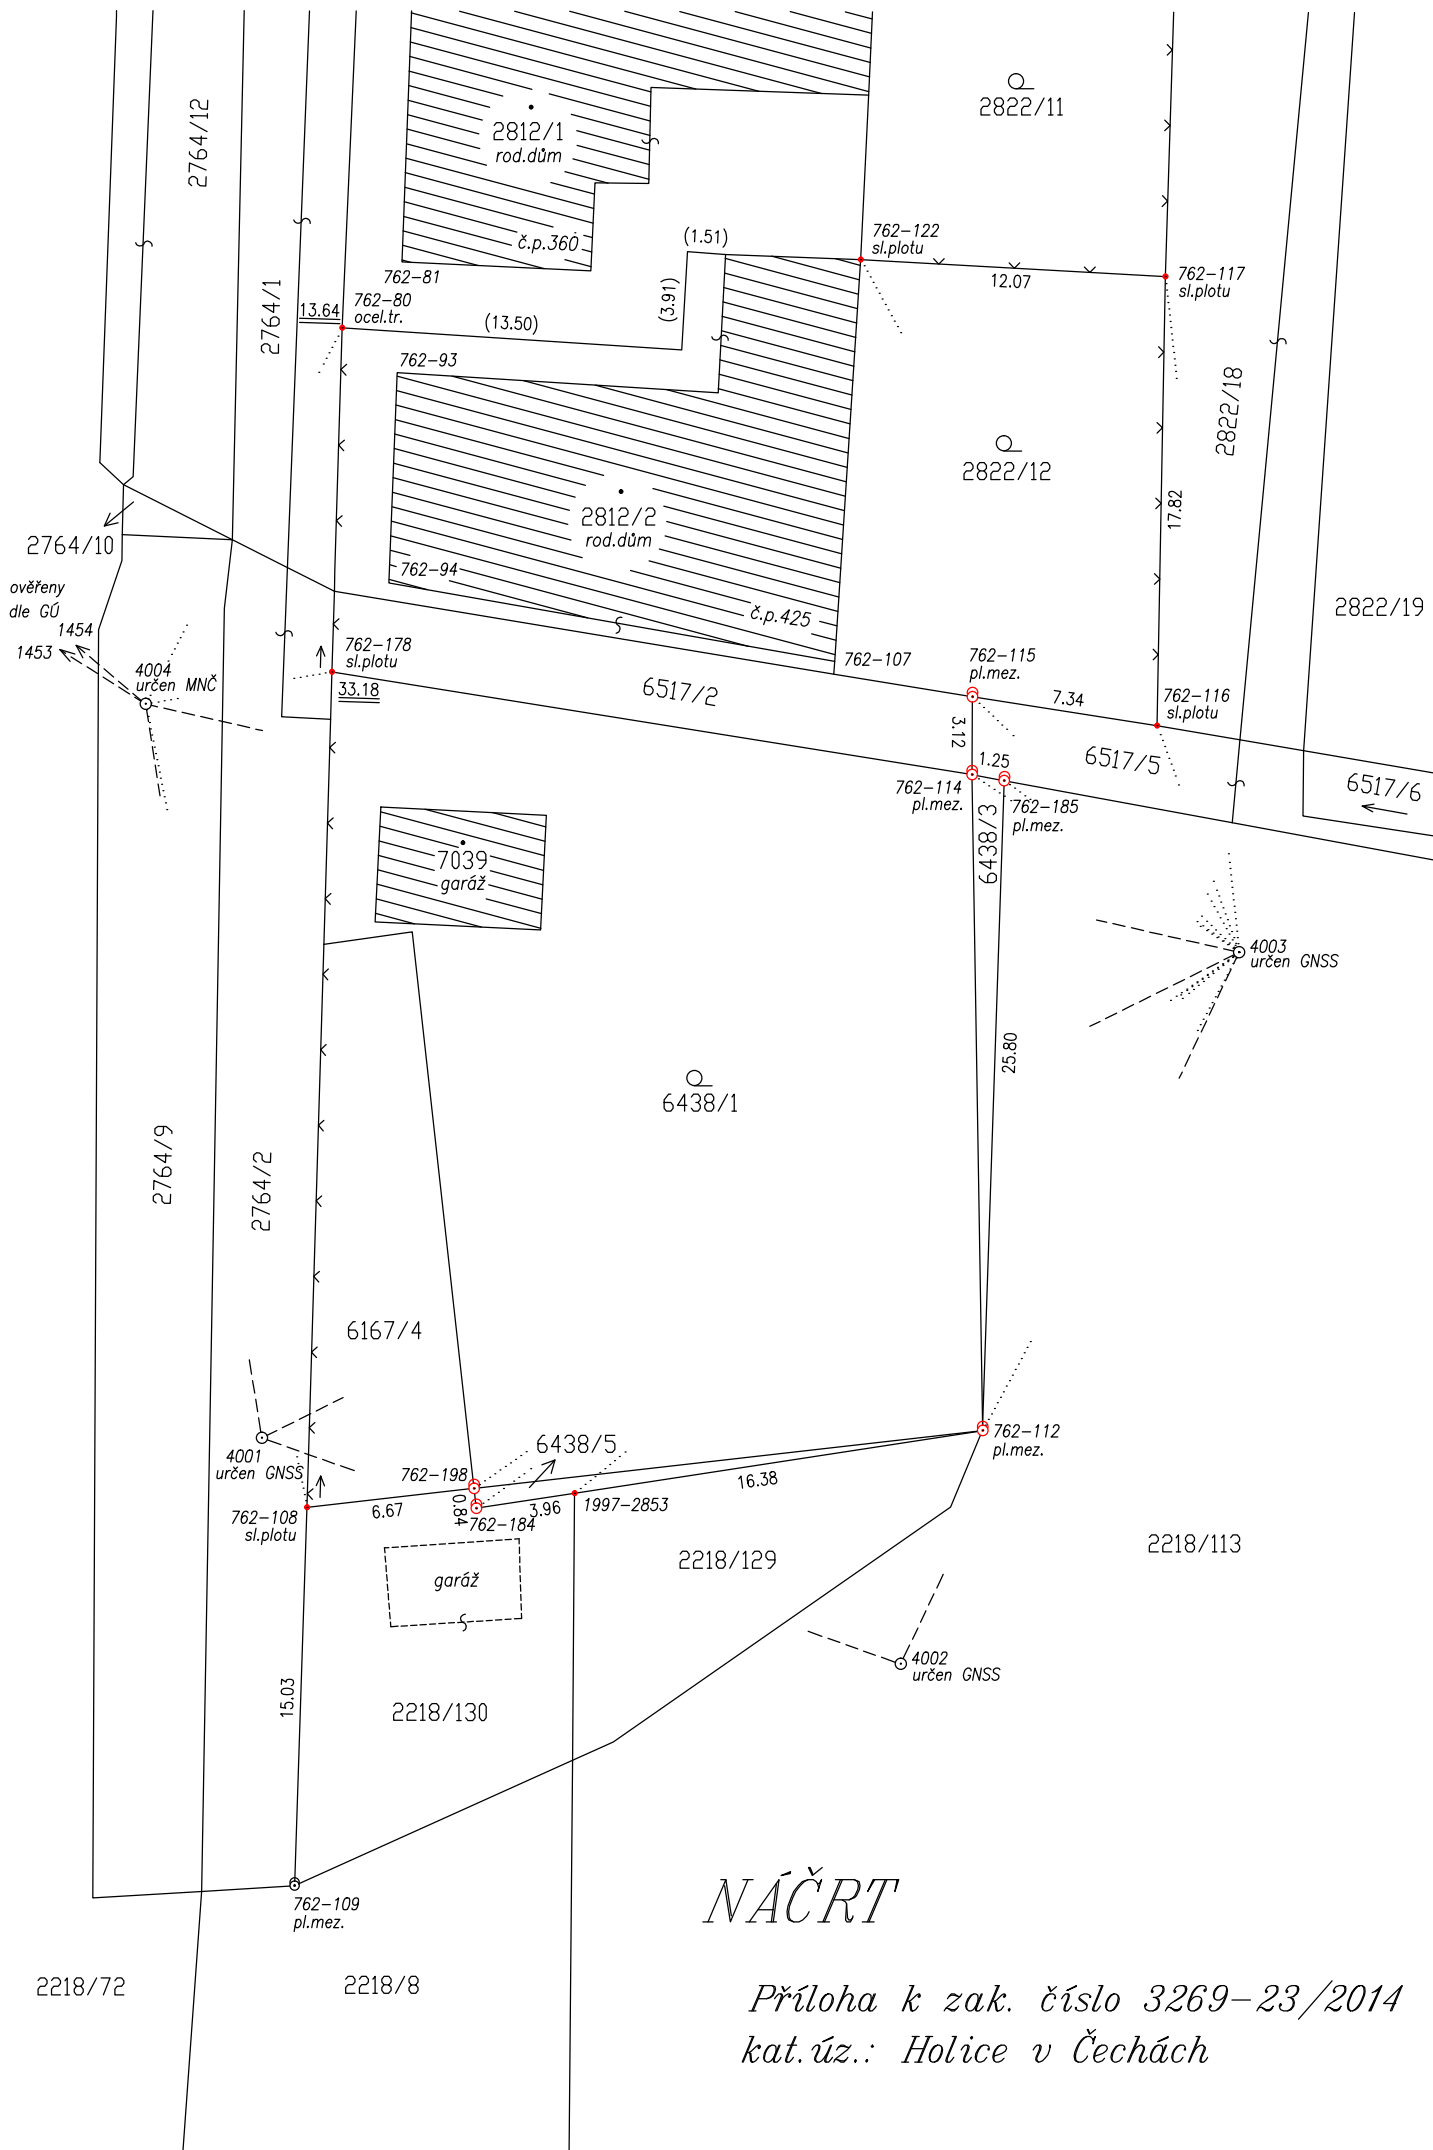 2764/12
2812/1
rod.dům
č.p.360
2822/11
762-122
sl.plotu
(1.51)
762-117
sl.plotu
12.07
762-81
762-80
ocel.tr.
13.64
(13.50)
(3.91)
2764/1
762-93
2822/18
2822/12
17.82
2812/2
rod.dům
2764/10
762-94
ověřeny
dle GÚ
1454
1453
č.p.425
2822/19
4004
určen MNČ
762-178
sl.plotu
33.18
762-107
762-115
pl.mez.
6517/2
7.34
762-116
sl.plotu
3.12
1.25
6517/5
6517/6
762-114
pl.mez.
762-185
pl.mez.
6438/3
7039
garáž
4003
určen GNSS
25.80
6438/1
2764/9
2764/2
6167/4
762-112
pl.mez.
6438/5
4001
určen GNSS
762-198
16.38
762-108
sl.plotu
6.67
0.84
762-184
3.96
1997-2853
2218/129
2218/113
garáž
4002
určen GNSS
15.03
2218/130
762-109
pl.mez.
NÁČRT
2218/72
2218/8
Příloha k zak. číslo 3269-23/2014
kat.úz.: Holice v Čechách